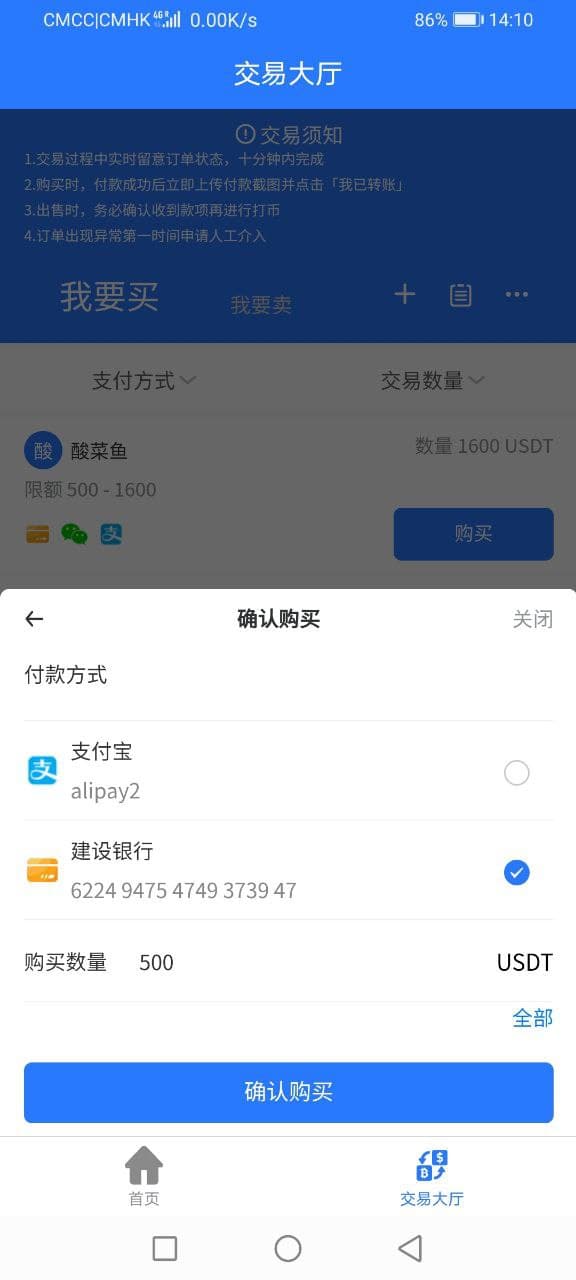 CMCC|CMHK 4G 0.00K/s 86% 14:10
交易大厅
交易须知
1.交易过程中实时留意订单状态，十分钟内完成
2.购买时，付款成功后立即上传付款截图并点击「我已转账」
3.出售时，务必确认收到款项再进行打币
4.订单出现异常第一时间申请人工介入
我要买 我要卖
支付方式 交易数量
酸 酸菜鱼 数量 1600 USDT
限额 500 - 1600
支 购买
确认购买 关闭
付款方式
支 支付宝
alipay2
建设银行
6224 9475 4749 3739 47
购买数量 500 USDT
全部
确认购买
首页 交易大厅